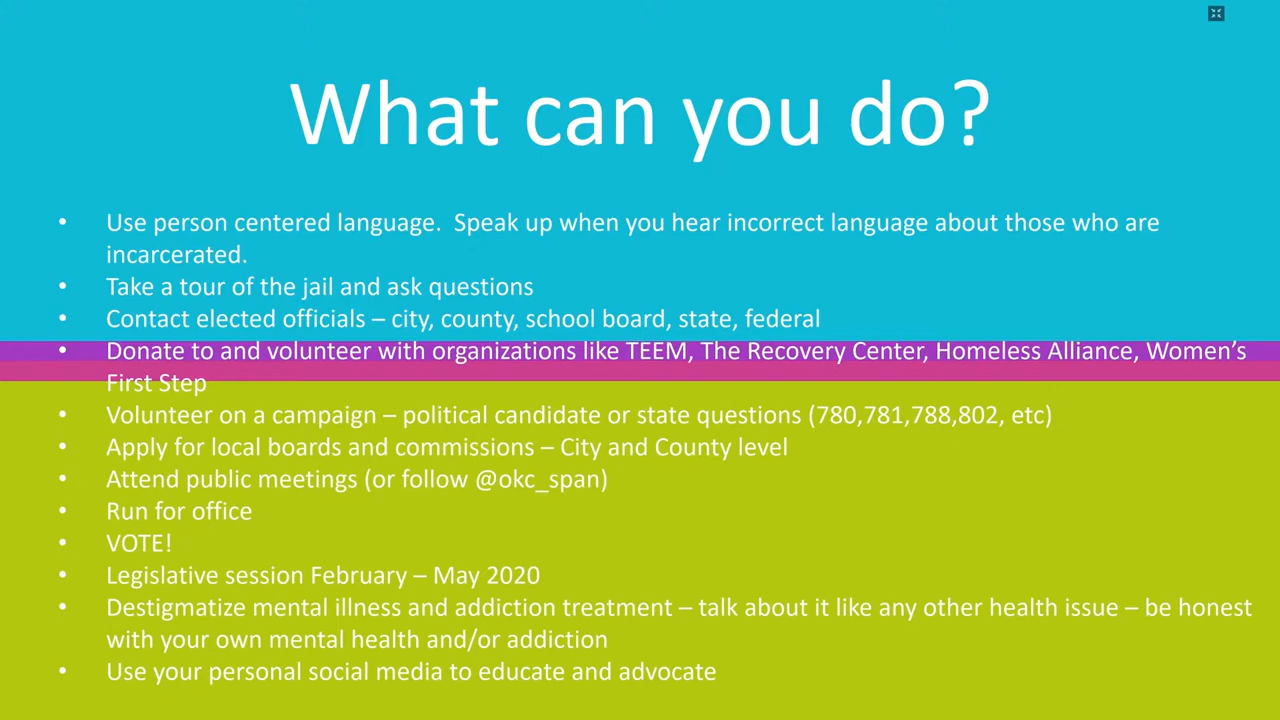 What can you do?
• Use person centered language.  Speak up when you hear incorrect language about those who are
incarcerated.
• Take a tour of the jail and ask questions
• Contact elected officials – city, county, school board, state, federal
• Donate to and volunteer with organizations like TEEM, The Recovery Center, Homeless Alliance, Women’s
First Step
• Volunteer on a campaign – political candidate or state questions (780,781,788,802, etc)
• Apply for local boards and commissions – City and County level
• Attend public meetings (or follow @okc_span)
• Run for office
• VOTE!
• Legislative session February – May 2020
• Destigmatize mental illness and addiction treatment – talk about it like any other health issue – be honest
with your own mental health and/or addiction
• Use your personal social media to educate and advocate